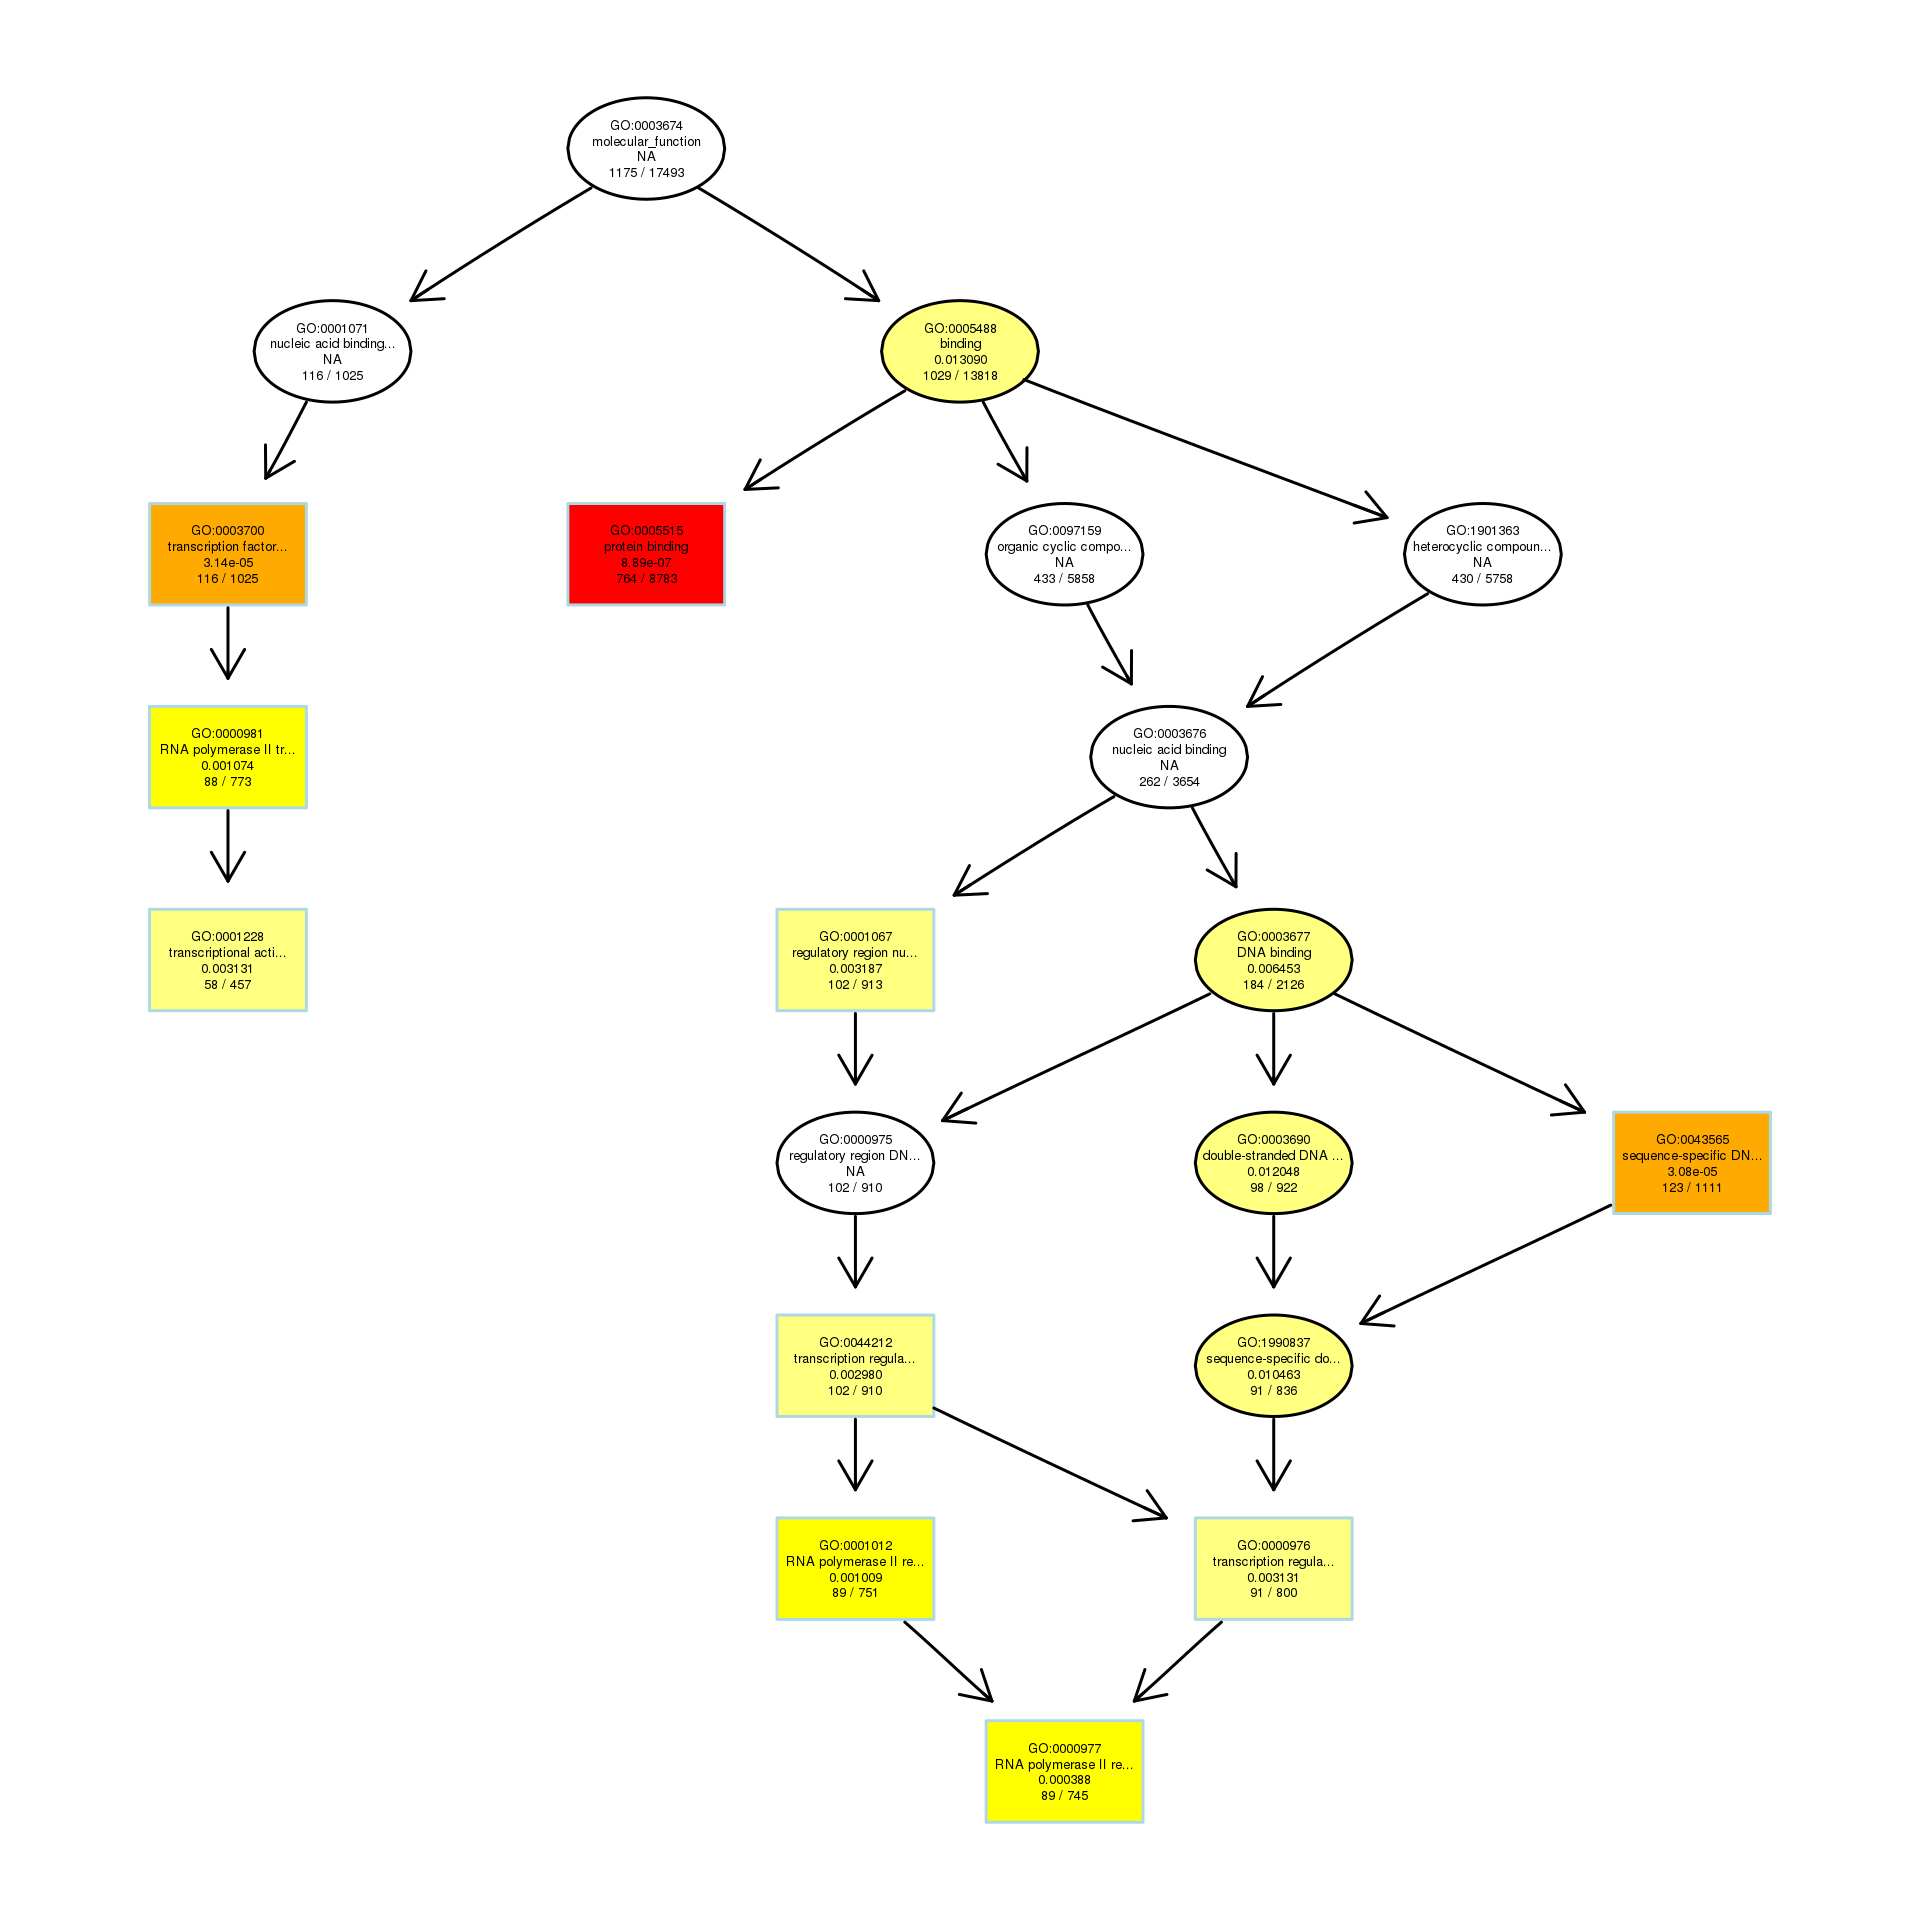 GO:0003674
molecular_function
NA
1175 / 17493
GO:0001071
nucleic acid binding...
NA
116 / 1025
GO:0005488
binding
0.013090
1029 / 13818
GO:0003700
transcription factor...
3.14e-05
116 / 1025
GO:0005515
protein binding
8.89e-07
764 / 8783
GO:0097159
organic cyclic compo...
NA
433 / 5858
GO:1901363
heterocyclic compoun...
NA
430 / 5758
GO:0000981
RNA polymerase II tr...
0.001074
88 / 773
GO:0003676
nucleic acid binding
NA
262 / 3654
GO:0001228
transcriptional acti...
0.003131
58 / 457
GO:0001067
regulatory region nu...
0.003187
102 / 913
GO:0003677
DNA binding
0.006453
184 / 2126
GO:0000975
regulatory region DN...
NA
102 / 910
GO:0003690
double-stranded DNA ...
0.012048
98 / 922
GO:0043565
sequence-specific DN...
3.08e-05
123 / 1111
GO:0044212
transcription regula...
0.002980
102 / 910
GO:1990837
sequence-specific do...
0.010463
91 / 836
GO:0001012
RNA polymerase II re...
0.001009
89 / 751
GO:0000976
transcription regula...
0.003131
91 / 800
GO:0000977
RNA polymerase II re...
0.000388
89 / 745